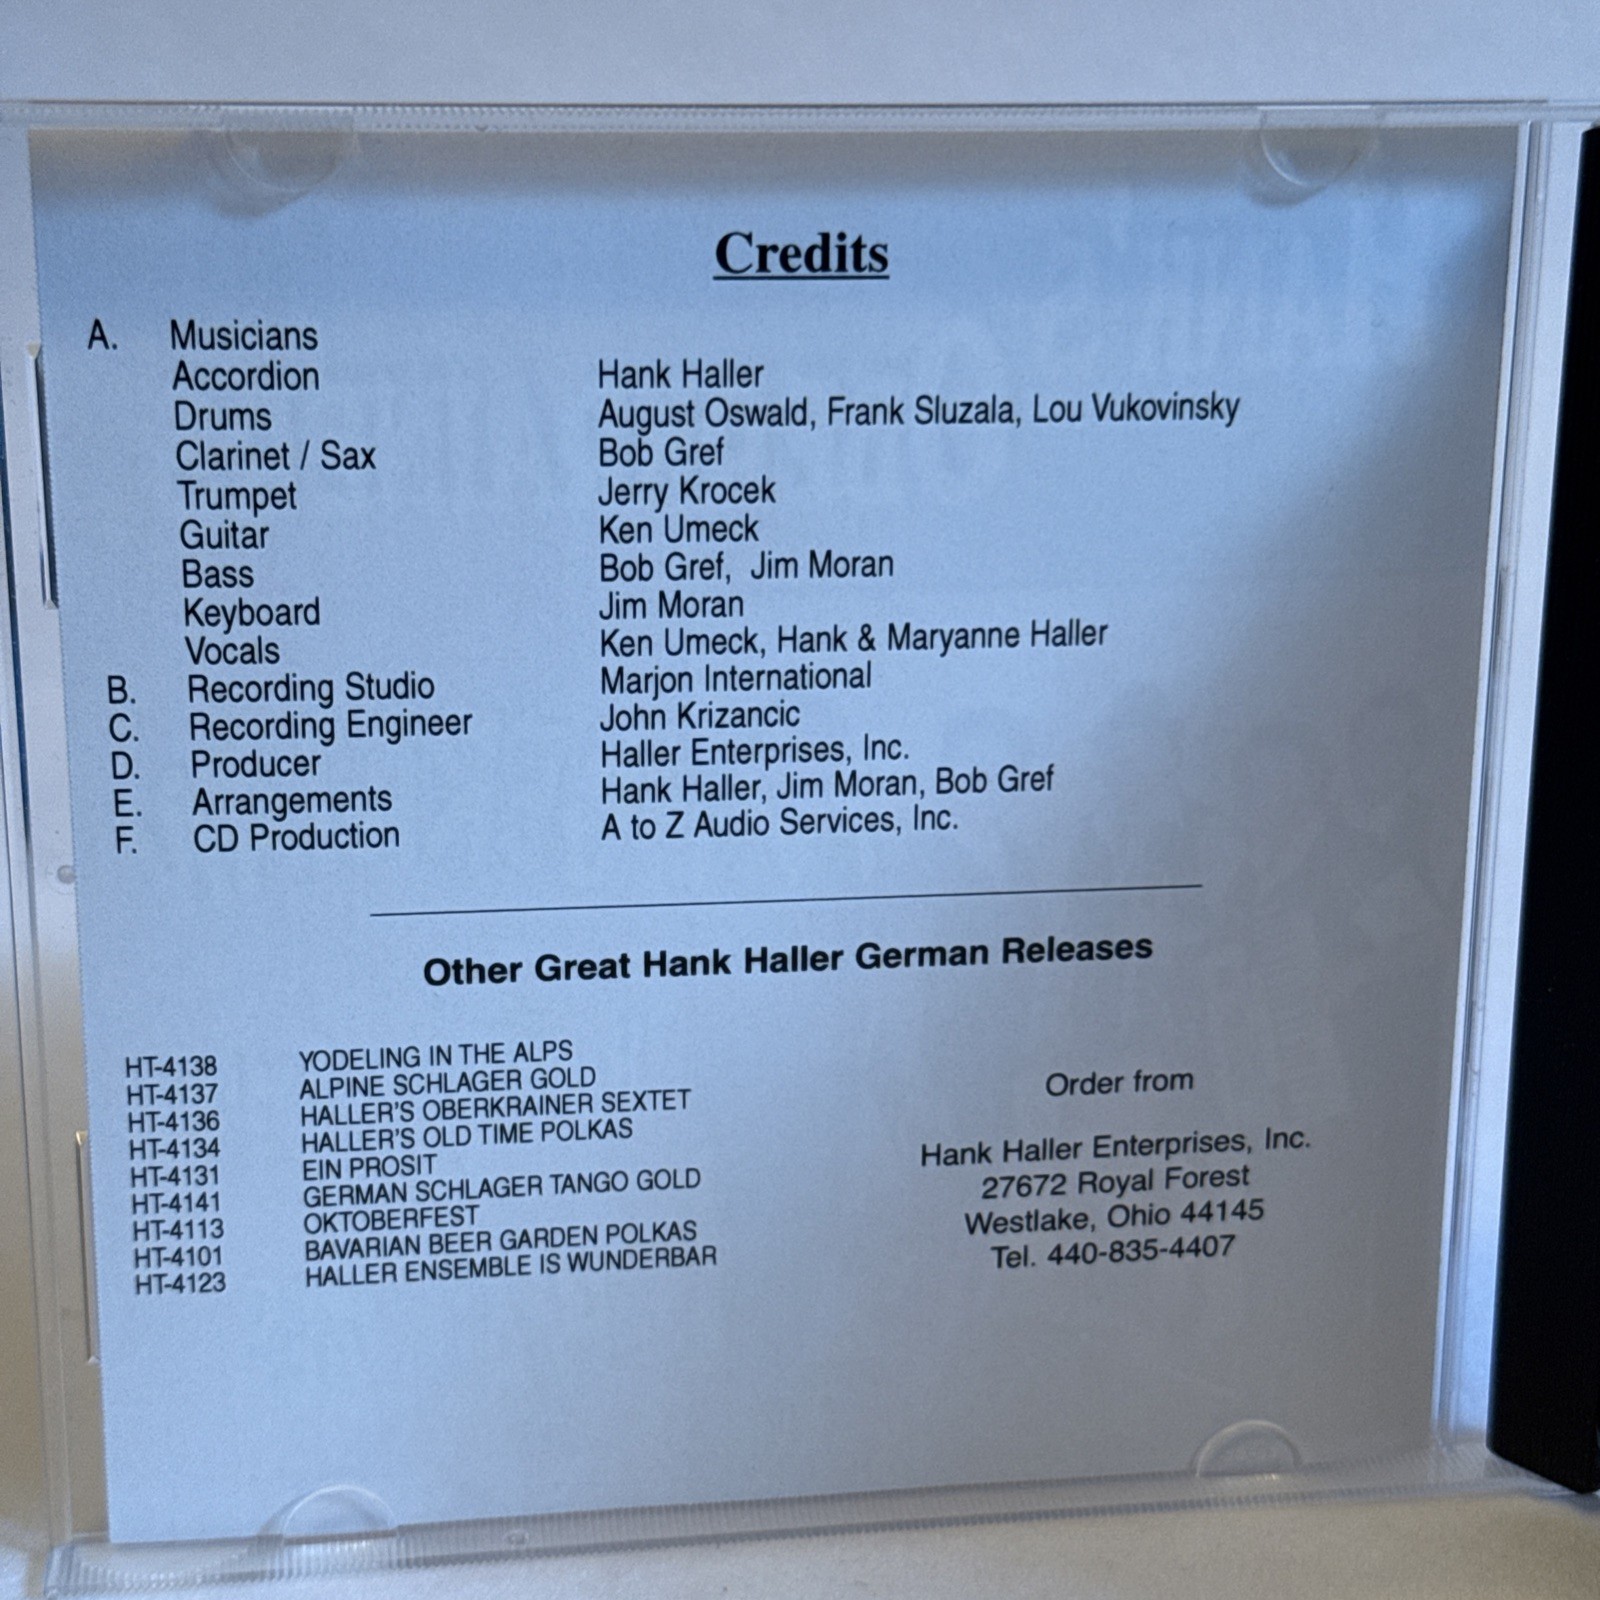 Credits
A. Musicians
Accordion Hank Haller
Drums August Oswald, Frank Sluzala, Lou Vukovinsky
Clarinet / Sax Bob Gref
Trumpet Jerry Krocek
Guitar Ken Umeck
Bass Bob Gref, Jim Moran
Keyboard Jim Moran
Vocals Ken Umeck, Hank & Maryanne Haller
B. Recording Studio Marjon International
C. Recording Engineer John Krizancic
D. Producer Haller Enterprises, Inc.
E. Arrangements Hank Haller, Jim Moran, Bob Gref
F. CD Production A to Z Audio Services, Inc.
Other Great Hank Haller German Releases
HT-4138 YODELING IN THE ALPS
HT-4137 ALPINE SCHLAGER GOLD
HT-4136 HALLER'S OBERKRAINER SEXTET
HT-4134 HALLER'S OLD TIME POLKAS
HT-4131 EIN PROSIT
HT-4141 GERMAN SCHLAGER TANGO GOLD
HT-4113 OKTOBERFEST
HT-4101 BAVARIAN BEER GARDEN POLKAS
HT-4123 HALLER ENSEMBLE IS WUNDERBAR
Order from
Hank Haller Enterprises, Inc.
27672 Royal Forest
Westlake, Ohio 44145
Tel. 440-835-4407